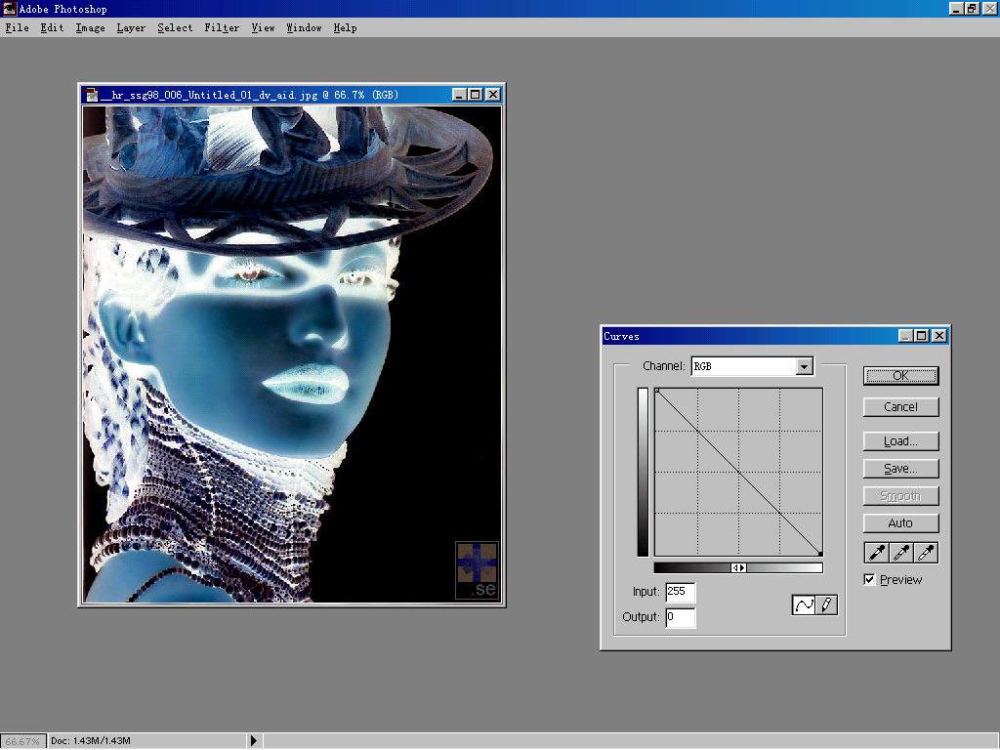 Adobe Photoshop
File Edit Image Layer Select Filter View Window Help
__hr_ssg98_006_Untitled_01_dv_aid.jpg @ 66.7% (RGB)
.se
Curves
Channel: RGB
OK
Cancel
Load...
Save...
Smooth
Auto
Preview
Input: 255
Output: 0
66.67% Doc: 1.43M/1.43M